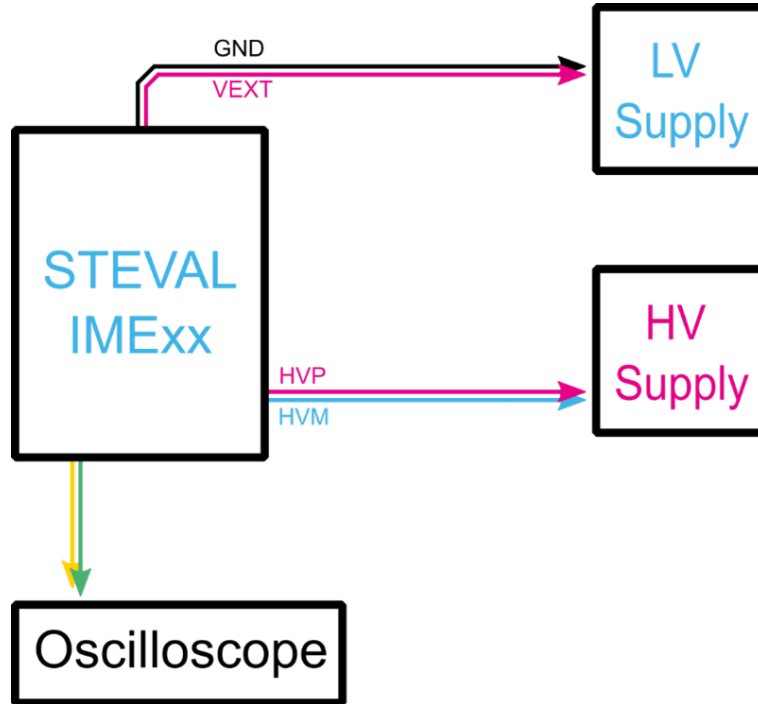 GND
VEXT
LV
Supply
STEVAL
IMExx
HV
Supply
HVP
HVM
Oscilloscope